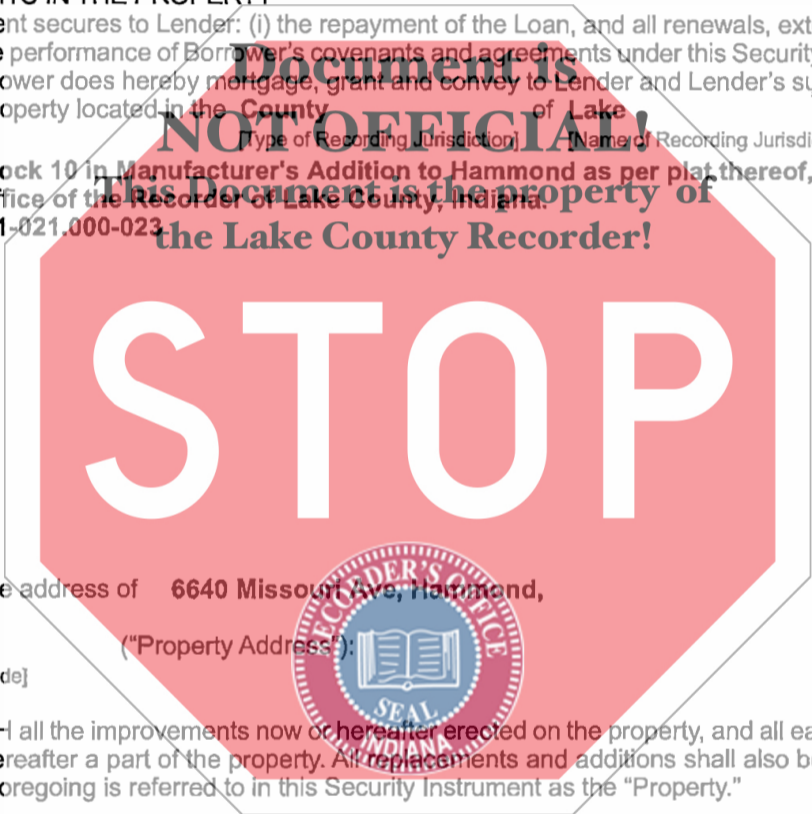 ent secures to Lender: (i) the repayment of the Loan, and all renewals, ext
e performance of Borrower's covenants and agreements under this Security
ower does hereby mortgage, grant and convey to Lender and Lender's su
operty located in the County of Lake
[Type of Recording Jurisdiction] [Name of Recording Jurisdi
ock 10 in Manufacturer's Addition to Hammond as per plat thereof,
fice of the Recorder of Lake County, Indiana.
1-021.000-023
Document is
NOT OFFICIAL!
This Document is the property of
the Lake County Recorder!
STOP
e address of 6640 Missouri Ave, Hammond,
("Property Address"):
de]
RECORDER'S OFFICE
SEAL
INDIANA
all the improvements now or hereafter erected on the property, and all ea
ereafter a part of the property. All replacements and additions shall also b
oregoing is referred to in this Security Instrument as the “Property.”